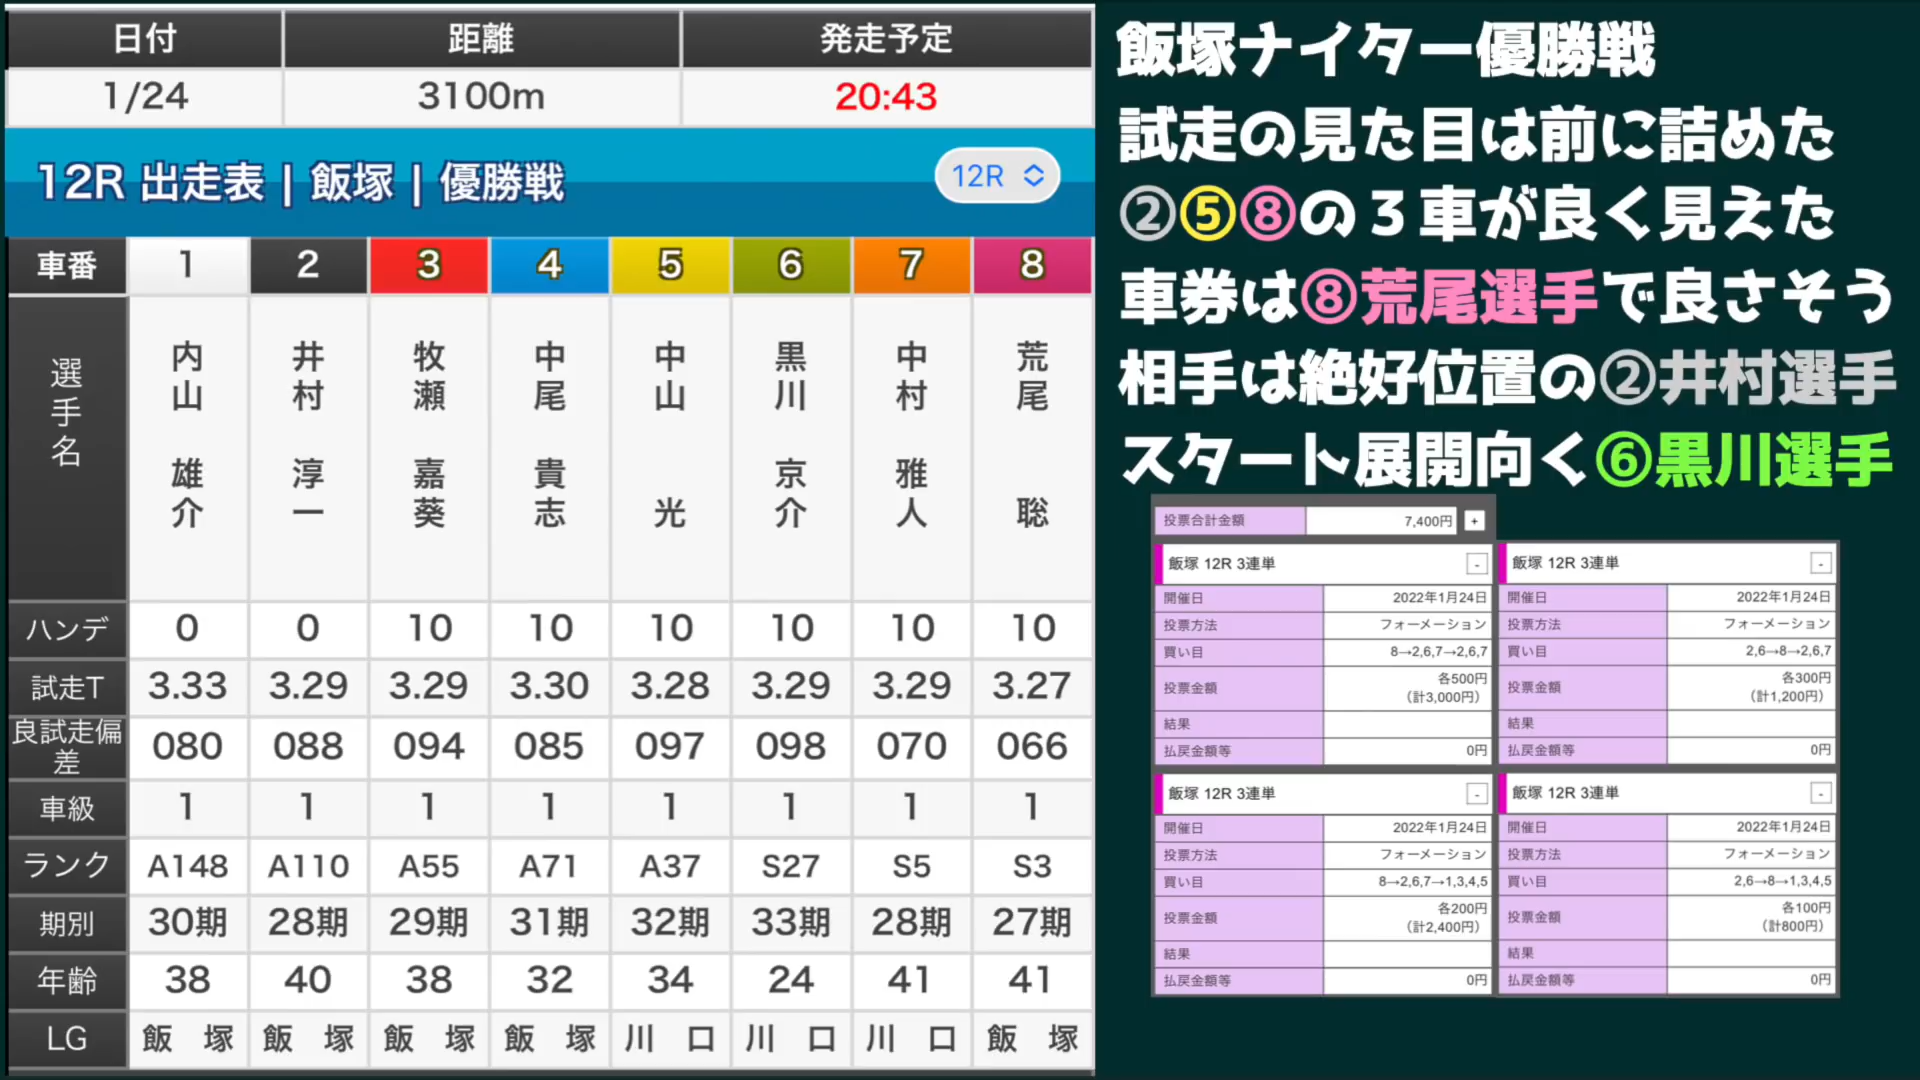 日付 距離 発走予定
1/24 3100m 20:43
12R 出走表 | 飯塚 | 優勝戦 12R
車番 1 2 3 4 5 6 7 8
選手名 内山 雄介 井村 淳一 牧瀬 嘉葵 中尾 貴志 中山 光 黒川 京介 中村 雅人 荒尾 聡
ハンデ 0 0 10 10 10 10 10 10
試走T 3.33 3.29 3.29 3.30 3.28 3.29 3.29 3.27
良試走偏差 080 088 094 085 097 098 070 066
車級 1 1 1 1 1 1 1 1
ランク A148 A110 A55 A71 A37 S27 S5 S3
期別 30期 28期 29期 31期 32期 33期 28期 27期
年齢 38 40 38 32 34 24 41 41
LG 飯塚 飯塚 飯塚 飯塚 川口 川口 川口 飯塚
飯塚ナイター優勝戦
試走の見た目は前に詰めた
②⑤⑧の３車が良く見えた
車券は⑧荒尾選手で良さそう
相手は絶好位置の②井村選手
スタート展開向く⑥黒川選手
投票合計金額 7,400円 +
飯塚 12R 3連単 -
開催日 2022年1月24日
投票方法 フォーメーション
買い目 8→2,6,7→2,6,7
投票金額 各500円
（計3,000円）
結果
払戻金額等 0円
飯塚 12R 3連単 -
開催日 2022年1月24日
投票方法 フォーメーション
買い目 2,6→8→2,6,7
投票金額 各300円
（計1,200円）
結果
払戻金額等 0円
飯塚 12R 3連単 -
開催日 2022年1月24日
投票方法 フォーメーション
買い目 8→2,6,7→1,3,4,5
投票金額 各200円
（計2,400円）
結果
払戻金額等 0円
飯塚 12R 3連単 -
開催日 2022年1月24日
投票方法 フォーメーション
買い目 2,6→8→1,3,4,5
投票金額 各100円
（計800円）
結果
払戻金額等 0円